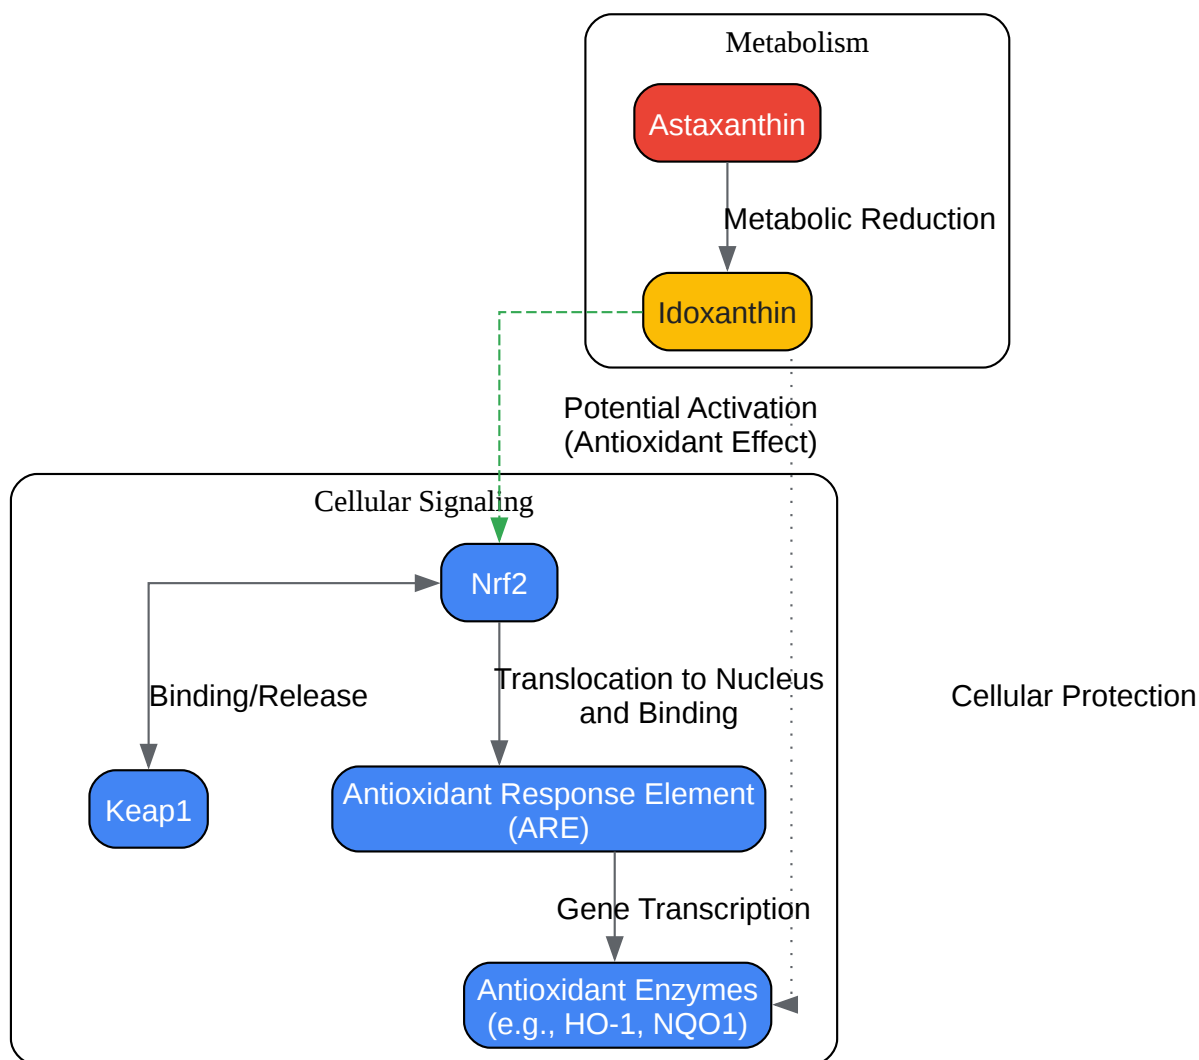 Metabolism
Astaxanthin
Metabolic Reduction
Idoxanthin
Potential Activation
(Antioxidant Effect)
Cellular Signaling
Nrf2
Binding/Release
Translocation to Nucleus
and Binding
Cellular Protection
Keap1
Antioxidant Response Element
(ARE)
Gene Transcription
Antioxidant Enzymes
(e.g., HO-1, NQO1)